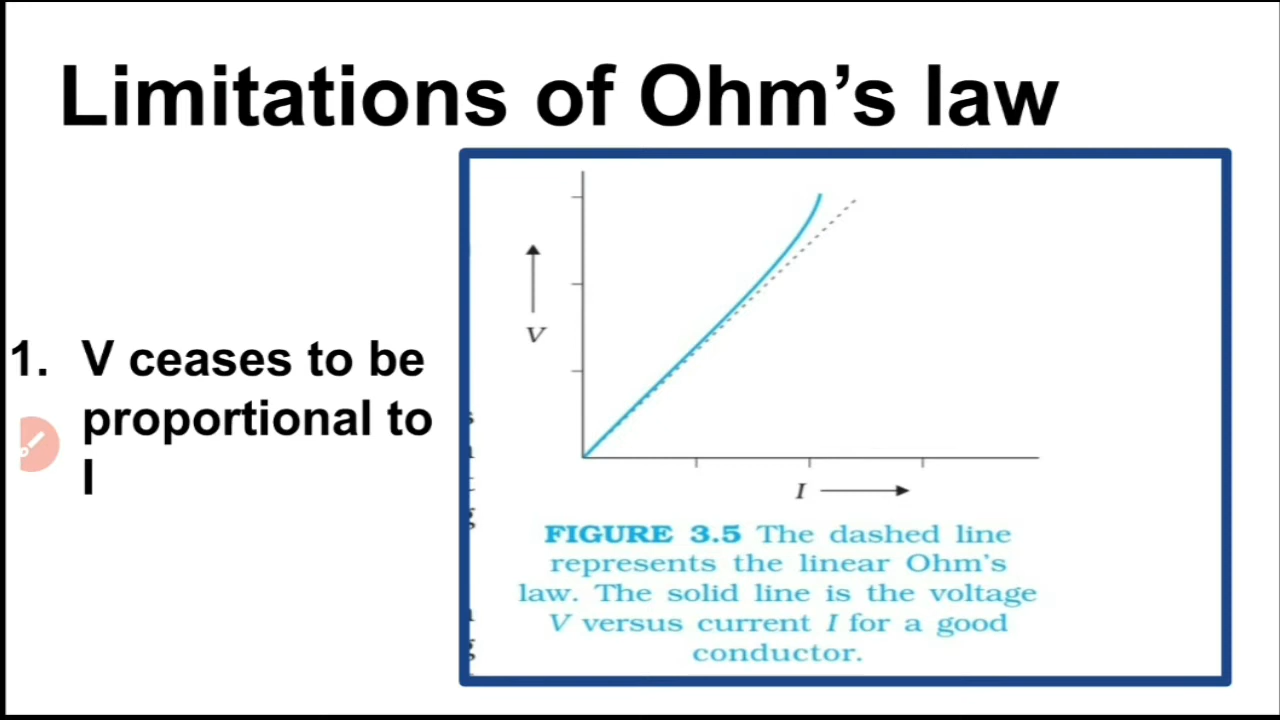 Limitations of Ohm’s law
1. V ceases to be
proportional to
I
V
I
FIGURE 3.5 The dashed line
represents the linear Ohm’s
law. The solid line is the voltage
V versus current I for a good
conductor.